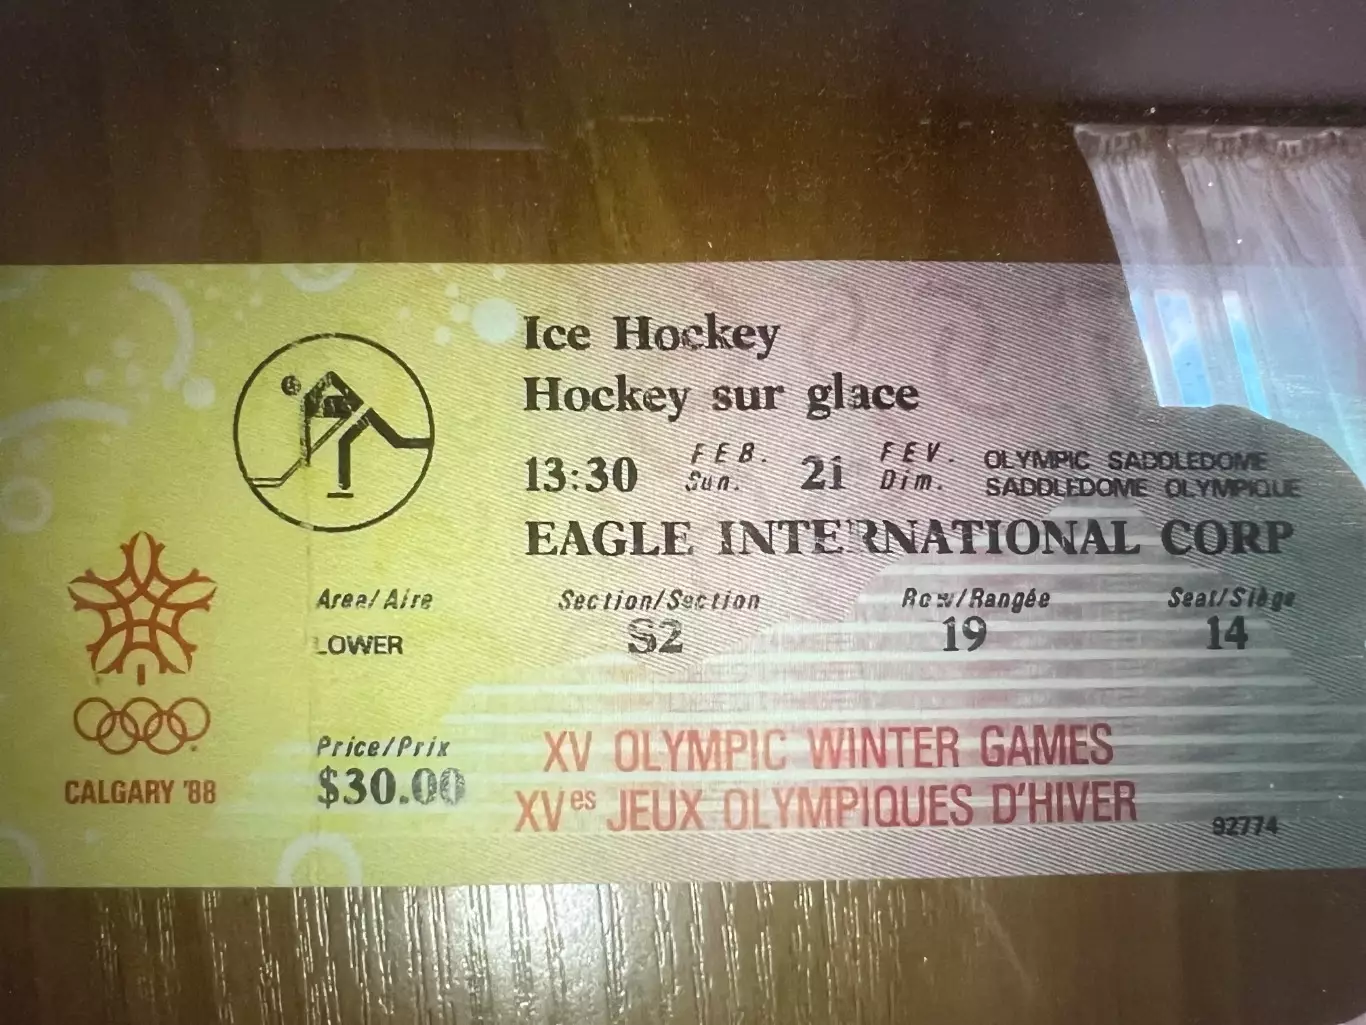 Ice Hockey
Hockey sur glace
13:30 FEB. Sun. 21 FEV. Dim. OLYMPIC SADDLEDOME
SADDLEDOME OLYMPIQUE
EAGLE INTERNATIONAL CORP
Area/Aire Section/Section Row/Rangée Seat/Siège
LOWER S2 19 14
Price/Prix
$30.00
XV OLYMPIC WINTER GAMES
XVes JEUX OLYMPIQUES D'HIVER
CALGARY '88
92774